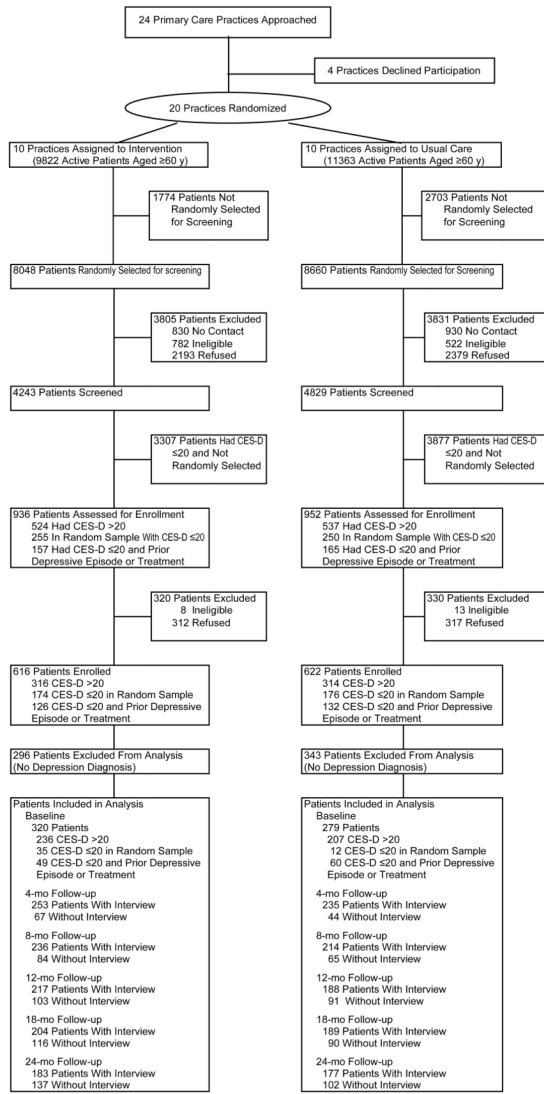 24 Primary Care Practices Approached
4 Practices Declined Participation
20 Practices Randomized
10 Practices Assigned to Intervention
(9822 Active Patients Aged ≥60 y)
1774 Patients Not
Randomly Selected
for Screening
8048 Patients Randomly Selected for screening
3805 Patients Excluded
830 No Contact
782 Ineligible
2193 Refused
4243 Patients Screened
3307 Patients Had CES-D
≤20 and Not
Randomly Selected
936 Patients Assessed for Enrollment
524 Had CES-D >20
255 In Random Sample With CES-D ≤20
157 Had CES-D ≤20 and Prior
Depressive Episode or Treatment
320 Patients Excluded
8 Ineligible
312 Refused
616 Patients Enrolled
316 CES-D >20
174 CES-D ≤20 in Random Sample
126 CES-D ≤20 and Prior Depressive
Episode or Treatment
296 Patients Excluded From Analysis
(No Depression Diagnosis)
Patients Included in Analysis
Baseline
320 Patients
236 CES-D >20
35 CES-D ≤20 in Random Sample
49 CES-D ≤20 and Prior Depressive
Episode or Treatment
4-mo Follow-up
253 Patients With Interview
67 Without Interview
8-mo Follow-up
236 Patients With Interview
84 Without Interview
12-mo Follow-up
217 Patients With Interview
103 Without Interview
18-mo Follow-up
204 Patients With Interview
116 Without Interview
24-mo Follow-up
183 Patients With Interview
137 Without Interview
10 Practices Assigned to Usual Care
(11363 Active Patients Aged ≥60 y)
2703 Patients Not
Randomly Selected
for Screening
8660 Patients Randomly Selected for Screening
3831 Patients Excluded
930 No Contact
522 Ineligible
2379 Refused
4829 Patients Screened
3877 Patients Had CES-D
≤20 and Not
Randomly Selected
952 Patients Assessed for Enrollment
537 Had CES-D >20
250 In Random Sample With CES-D ≤20
165 Had CES-D ≤20 and Prior
Depressive Episode or Treatment
330 Patients Excluded
13 Ineligible
317 Refused
622 Patients Enrolled
314 CES-D >20
176 CES-D ≤20 in Random Sample
132 CES-D ≤20 and Prior Depressive
Episode or Treatment
343 Patients Excluded From Analysis
(No Depression Diagnosis)
Patients Included in Analysis
Baseline
279 Patients
207 CES-D >20
12 CES-D ≤20 in Random Sample
60 CES-D ≤20 and Prior Depressive
Episode or Treatment
4-mo Follow-up
235 Patients With Interview
44 Without Interview
8-mo Follow-up
214 Patients With Interview
65 Without Interview
12-mo Follow-up
188 Patients With Interview
91 Without Interview
18-mo Follow-up
189 Patients With Interview
90 Without Interview
24-mo Follow-up
177 Patients With Interview
102 Without Interview